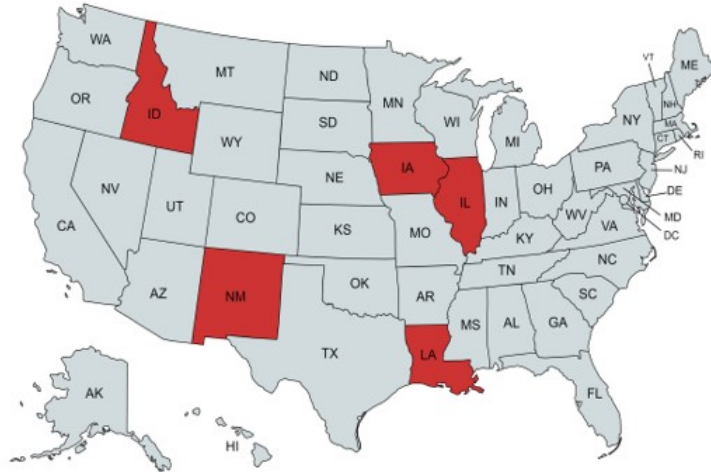 WA
MT
ND
MN
VT
ME
OR
ID
SD
WI
MI
NY
NH
MA
CT
RI
WY
IA
PA
NJ
NV
UT
CO
NE
IL
IN
OH
DE
MD
DC
CA
KS
MO
WV
VA
KY
AZ
NM
OK
AR
TN
NC
SC
TX
LA
MS
AL
GA
AK
HI
FL